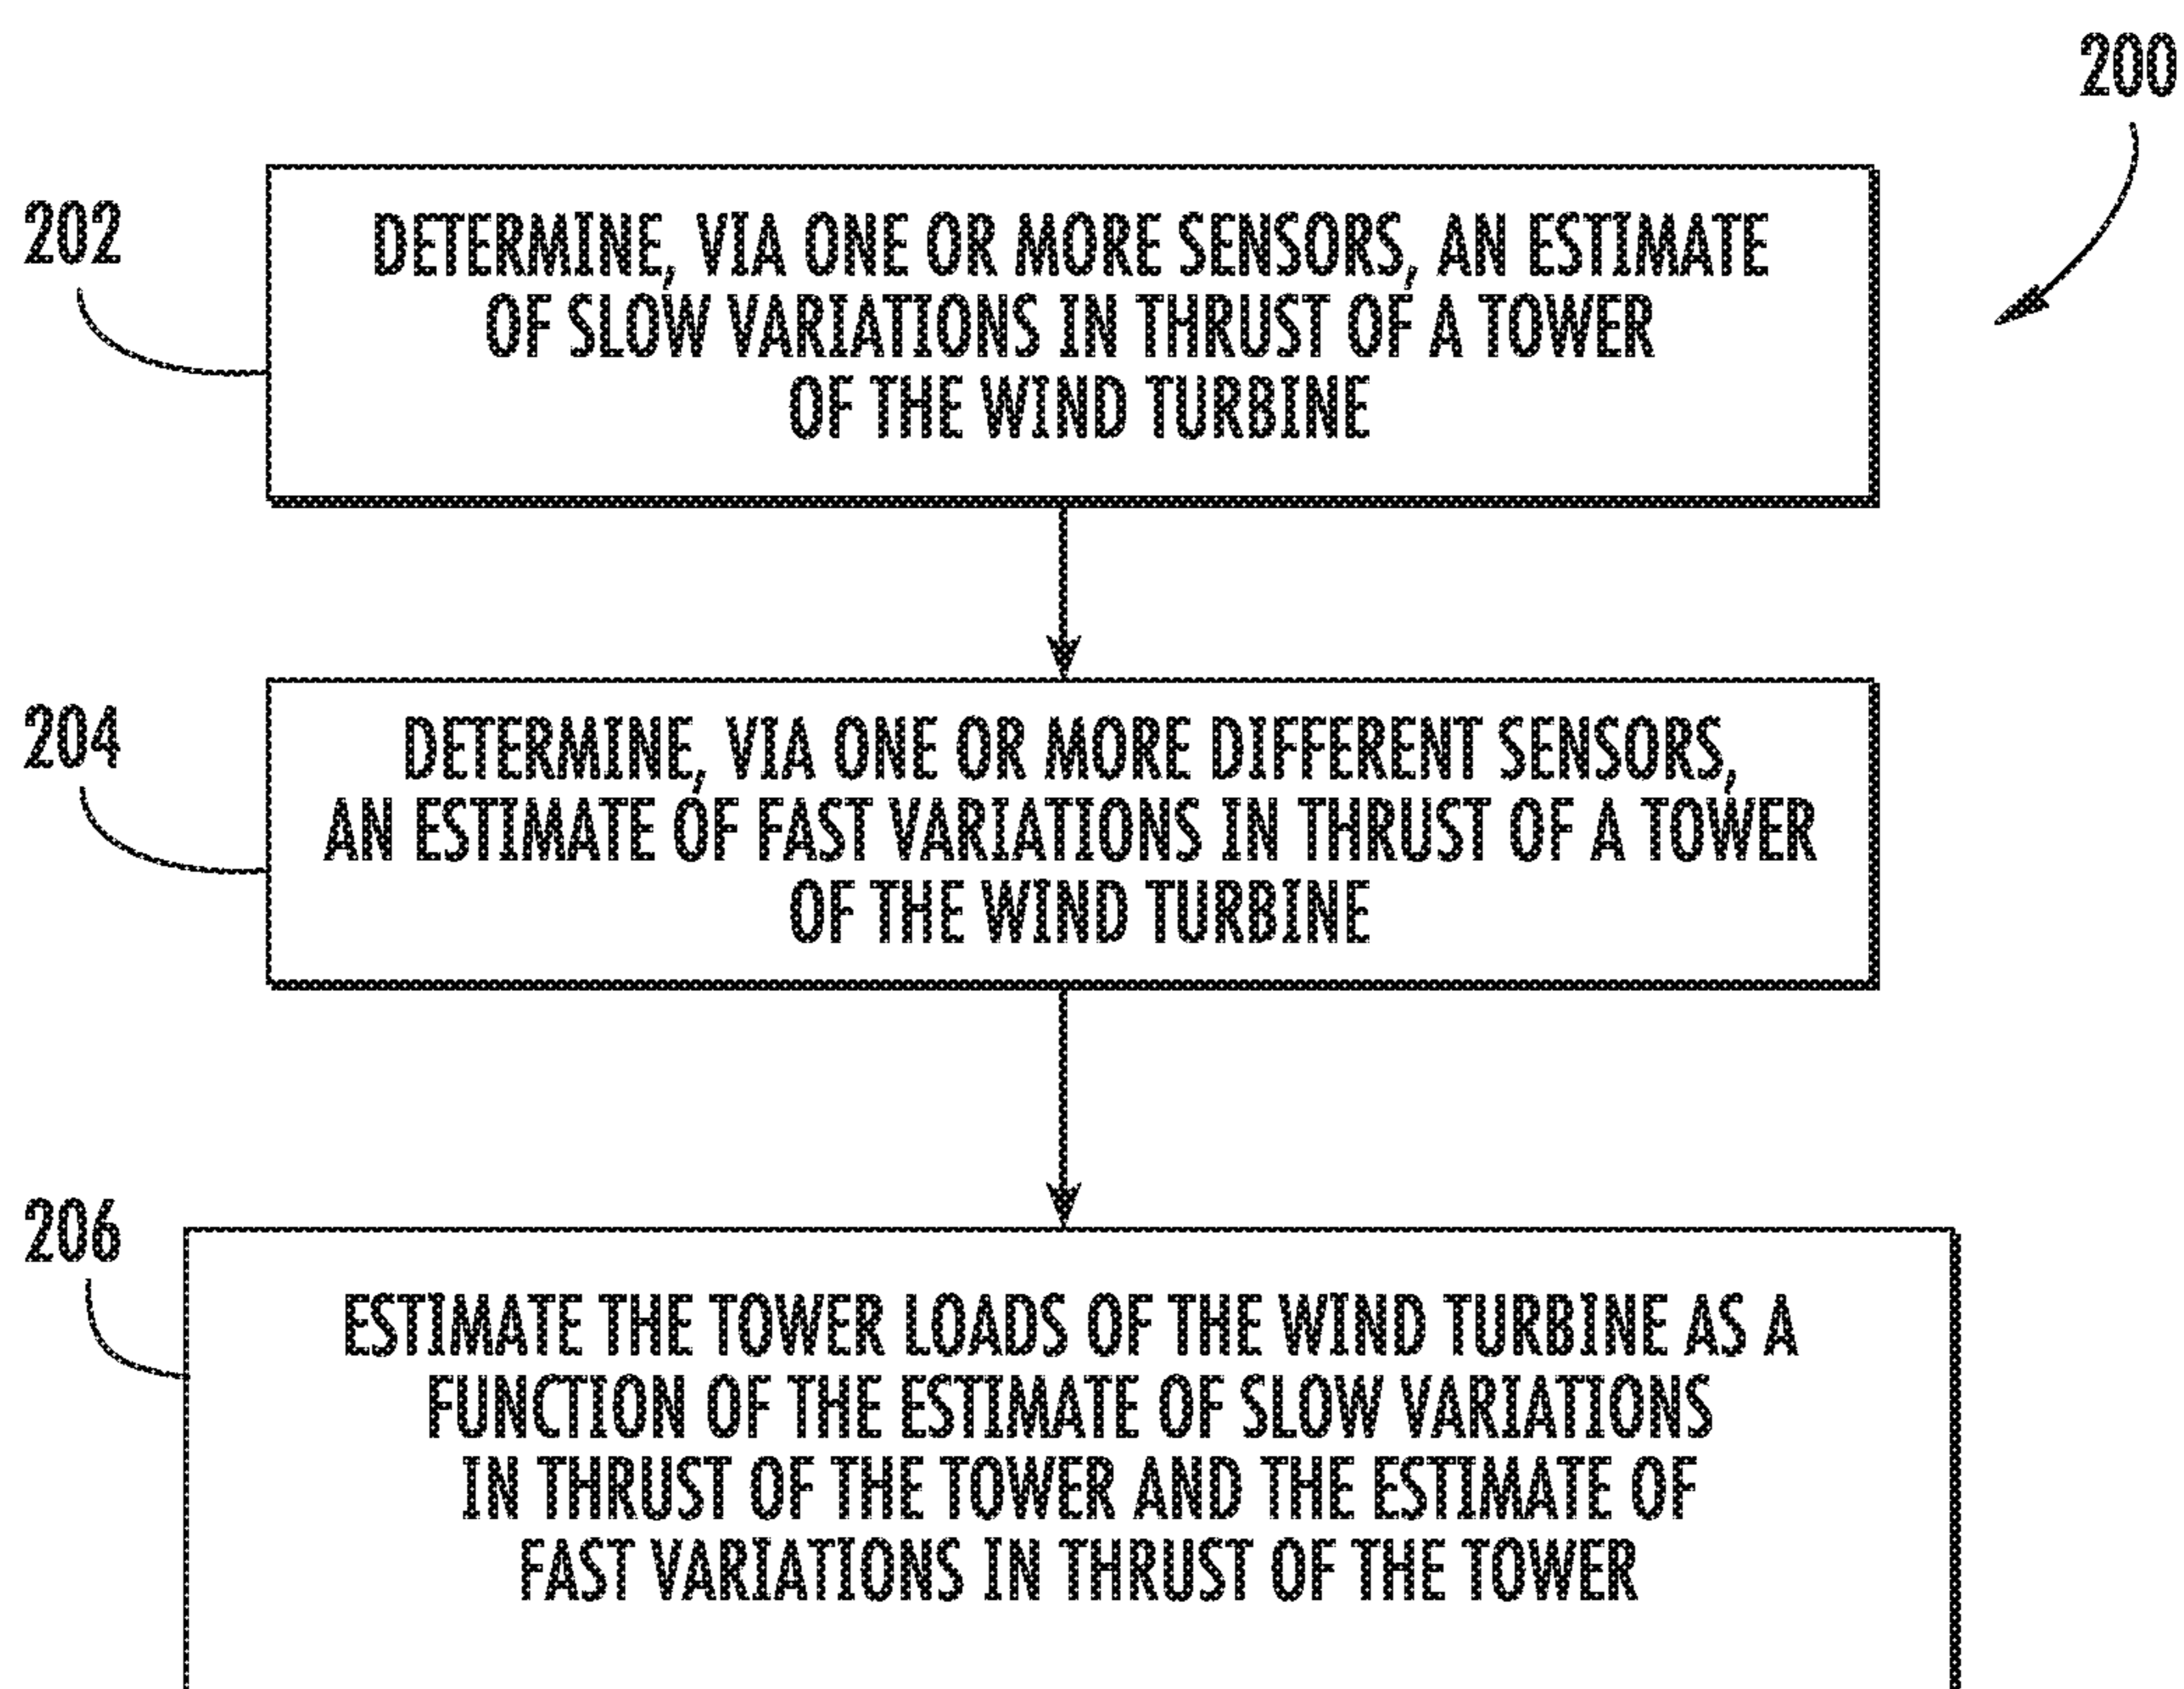 200
202
DETERMINE, VIA ONE OR MORE SENSORS, AN ESTIMATE
OF SLOW VARIATIONS IN THRUST OF A TOWER
OF THE WIND TURBINE
204
DETERMINE, VIA ONE OR MORE DIFFERENT SENSORS,
AN ESTIMATE OF FAST VARIATIONS IN THRUST OF A TOWER
OF THE WIND TURBINE
206
ESTIMATE THE TOWER LOADS OF THE WIND TURBINE AS A
FUNCTION OF THE ESTIMATE OF SLOW VARIATIONS
IN THRUST OF THE TOWER AND THE ESTIMATE OF
FAST VARIATIONS IN THRUST OF THE TOWER